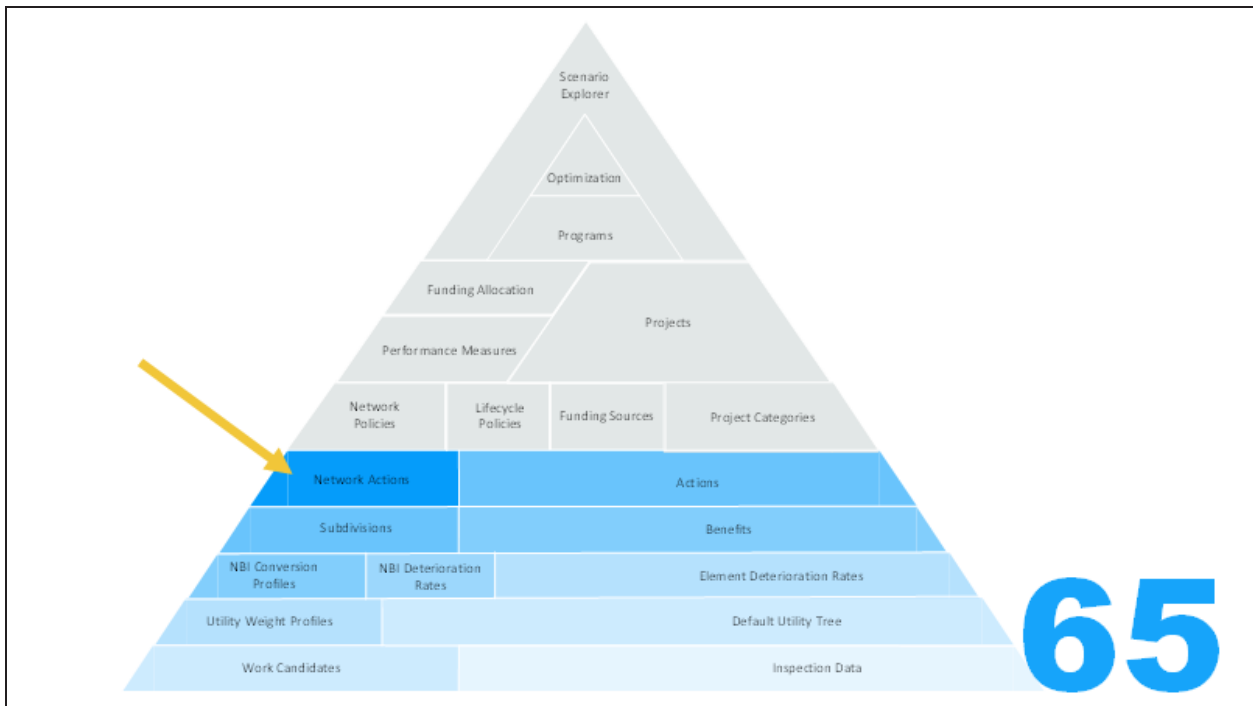 Scenario
Explorer
Optimization
Programs
Funding Allocation
Projects
Performance Measures
Network
Policies
Lifecycle
Policies
Funding Sources
Project Categories
Network Actions
Actions
Subdivisions
Benefits
NBI Conversion
Profiles
NBI Deterioration
Rates
Element Deterioration Rates
Utility Weight Profiles
Default Utility Tree
Work Candidates
Inspection Data
65